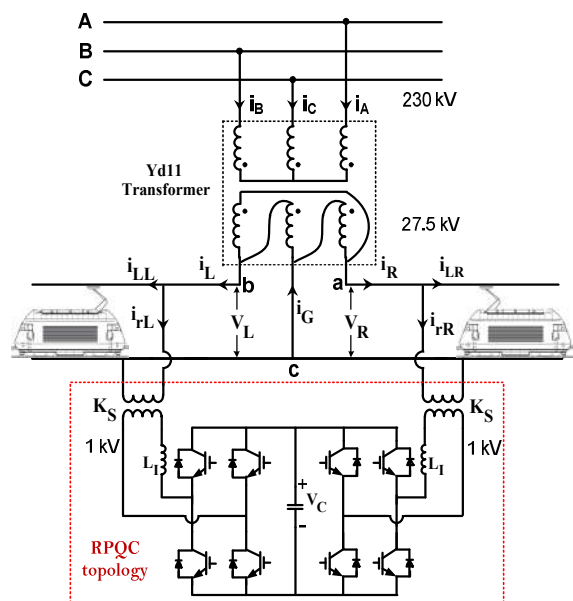 A
B
C
iB iC iA
230 kV
Yd11
Transformer
27.5 kV
iLL iL b a iR iLR
irL VL iG VR irR
c
KS KS
1 kV 1 kV
LI LI
+
VC
-
RPQC
topology